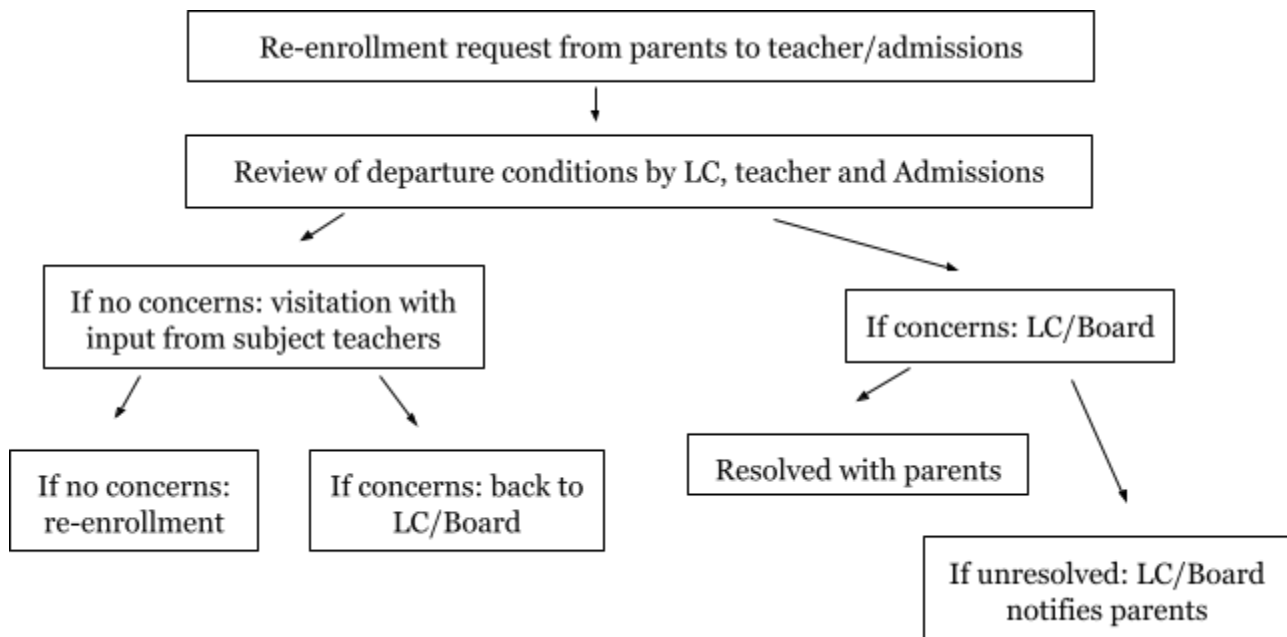 Re-enrollment request from parents to teacher/admissions
Review of departure conditions by LC, teacher and Admissions
If no concerns: visitation with
input from subject teachers
If concerns: LC/Board
If no concerns:
re-enrollment
If concerns: back to
LC/Board
Resolved with parents
If unresolved: LC/Board
notifies parents